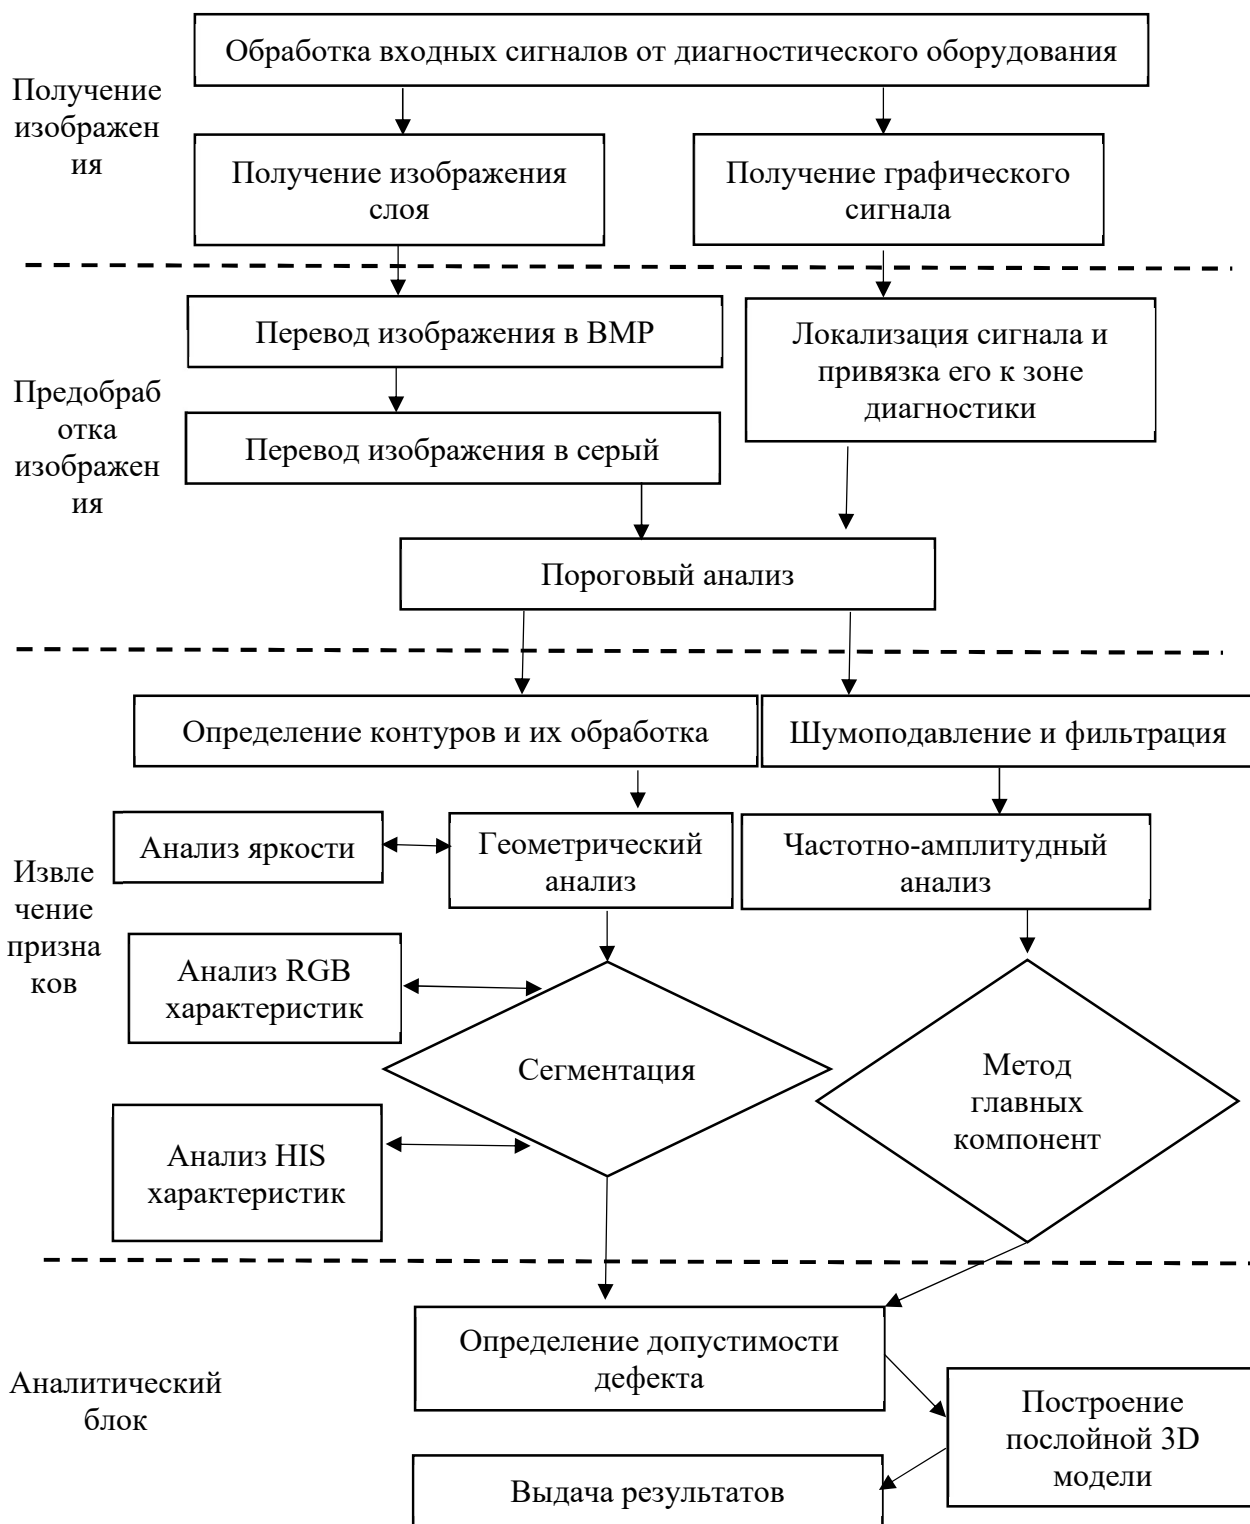 Обработка входных сигналов от диагностического оборудования
Получение
изображен
ия
Получение изображения
слоя
Получение графического
сигнала
Предобраб
отка
изображен
ия
Перевод изображения в BMP
Локализация сигнала и
привязка его к зоне
диагностики
Перевод изображения в серый
Пороговый анализ
Определение контуров и их обработка
Шумоподавление и фильтрация
Извле
чение
призна
ков
Анализ яркости
Геометрический
анализ
Частотно-амплитудный
анализ
Анализ RGB
характеристик
Сегментация
Метод
главных
компонент
Анализ HIS
характеристик
Аналитический
блок
Определение допустимости
дефекта
Построение
послойной 3D
модели
Выдача результатов